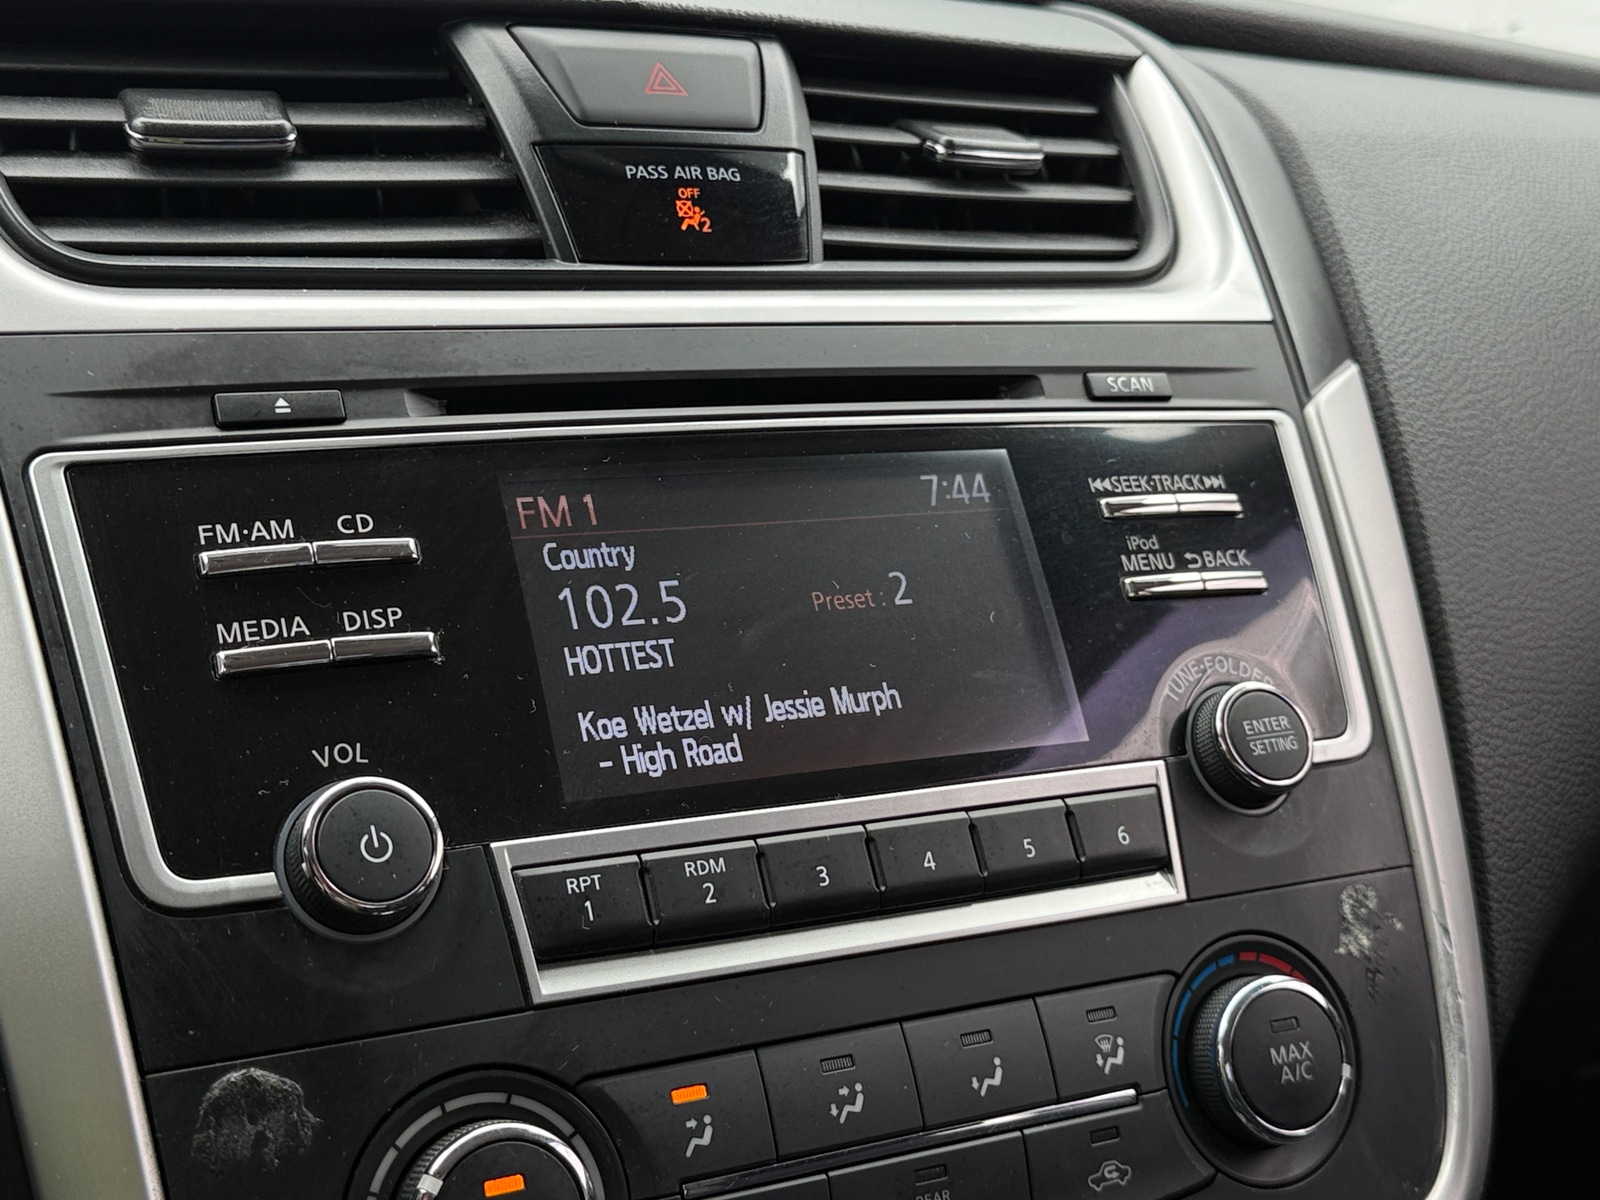 PASS AIR BAG
OFF
2
SCAN
FM·AM CD
MEDIA DISP
VOL
FM 1 7:44
Country
102.5 Preset: 2
HOTTEST
Koe Wetzel w/ Jessie Murph
- High Road
SEEK·TRACK
iPod
MENU BACK
TUNE·FOLDER
ENTER
SETTING
RPT
1
RDM
2
3
4
5
6
MAX
A/C